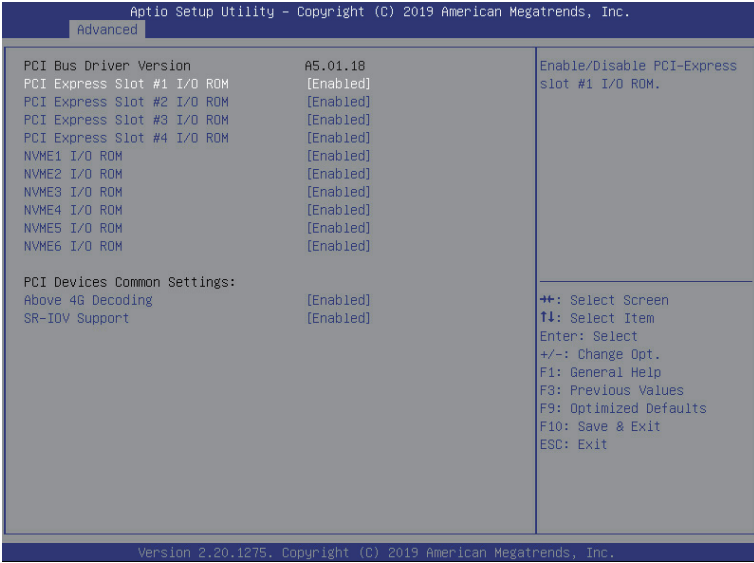 Aptio Setup Utility – Copyright (C) 2019 American Megatrends, Inc.
Advanced
PCI Bus Driver Version A5.01.18
PCI Express Slot #1 I/O ROM [Enabled]
PCI Express Slot #2 I/O ROM [Enabled]
PCI Express Slot #3 I/O ROM [Enabled]
PCI Express Slot #4 I/O ROM [Enabled]
NVME1 I/O ROM [Enabled]
NVME2 I/O ROM [Enabled]
NVME3 I/O ROM [Enabled]
NVME4 I/O ROM [Enabled]
NVME5 I/O ROM [Enabled]
NVME6 I/O ROM [Enabled]
PCI Devices Common Settings:
Above 4G Decoding [Enabled]
SR-IOV Support [Enabled]
Enable/Disable PCI-Express
slot #1 I/O ROM.
→←: Select Screen
↑↓: Select Item
Enter: Select
+/-: Change Opt.
F1: General Help
F3: Previous Values
F9: Optimized Defaults
F10: Save & Exit
ESC: Exit
Version 2.20.1275. Copyright (C) 2019 American Megatrends, Inc.